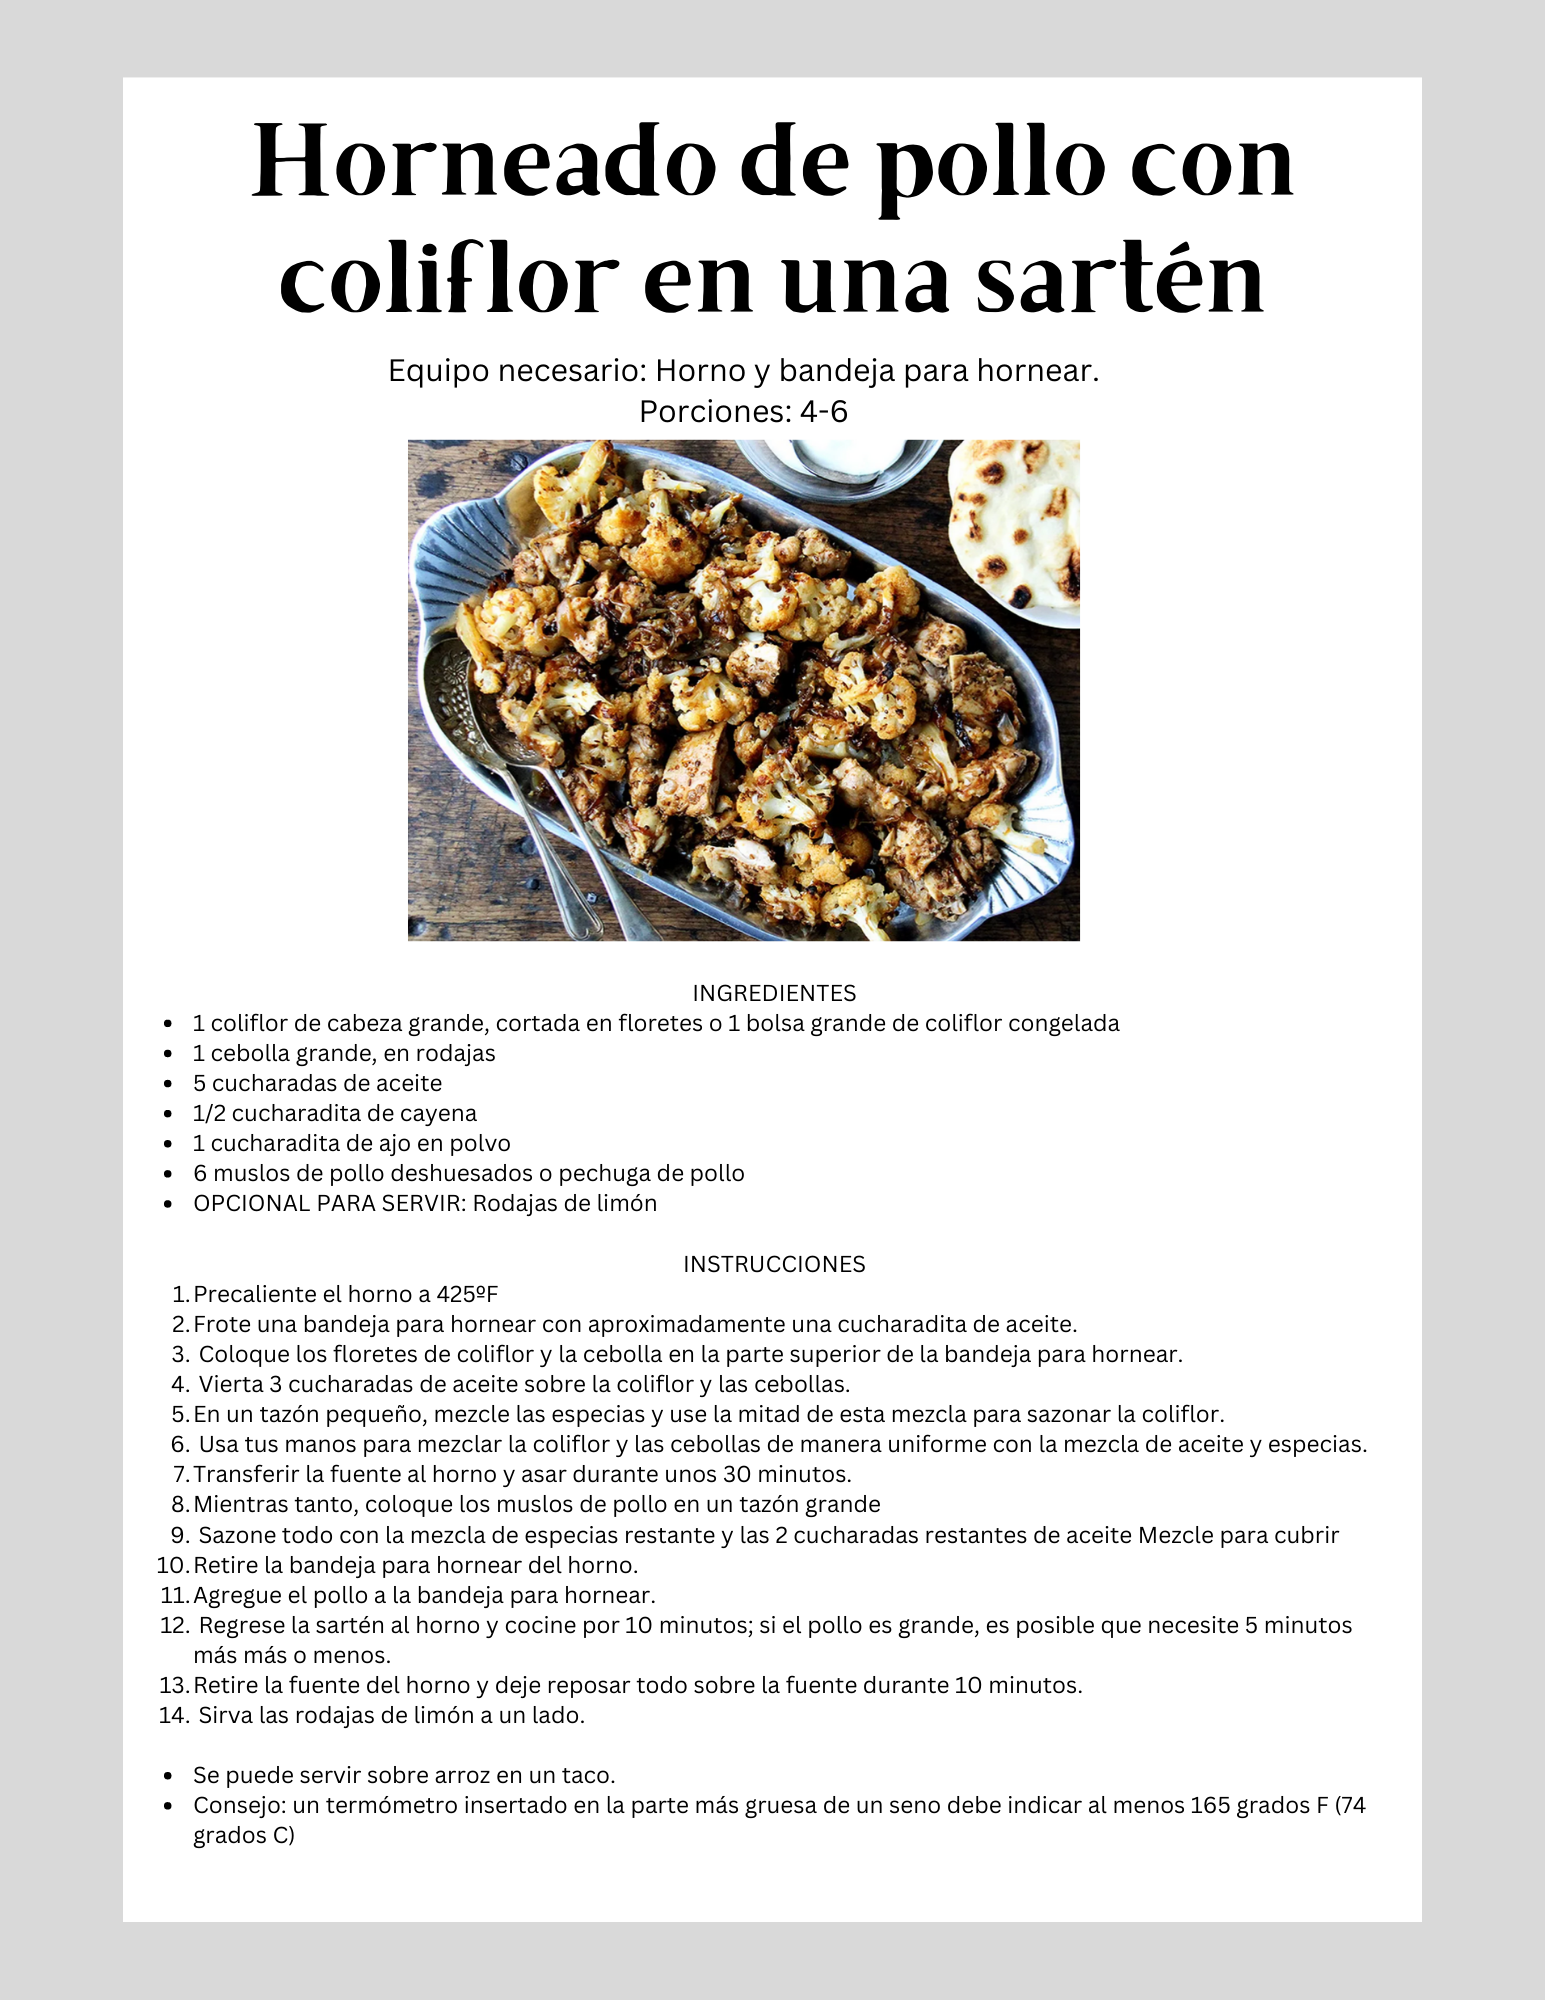 Horneado de pollo con
coliflor en una sartén
Equipo necesario: Horno y bandeja para hornear.
Porciones: 4-6
INGREDIENTES
• 1 coliflor de cabeza grande, cortada en floretes o 1 bolsa grande de coliflor congelada
• 1 cebolla grande, en rodajas
• 5 cucharadas de aceite
• 1/2 cucharadita de cayena
• 1 cucharadita de ajo en polvo
• 6 muslos de pollo deshuesados o pechuga de pollo
• OPCIONAL PARA SERVIR: Rodajas de limón
INSTRUCCIONES
1. Precaliente el horno a 425ºF
2. Frote una bandeja para hornear con aproximadamente una cucharadita de aceite.
3. Coloque los floretes de coliflor y la cebolla en la parte superior de la bandeja para hornear.
4. Vierta 3 cucharadas de aceite sobre la coliflor y las cebollas.
5. En un tazón pequeño, mezcle las especias y use la mitad de esta mezcla para sazonar la coliflor.
6. Usa tus manos para mezclar la coliflor y las cebollas de manera uniforme con la mezcla de aceite y especias.
7. Transferir la fuente al horno y asar durante unos 30 minutos.
8. Mientras tanto, coloque los muslos de pollo en un tazón grande
9. Sazone todo con la mezcla de especias restante y las 2 cucharadas restantes de aceite Mezcle para cubrir
10. Retire la bandeja para hornear del horno.
11. Agregue el pollo a la bandeja para hornear.
12. Regrese la sartén al horno y cocine por 10 minutos; si el pollo es grande, es posible que necesite 5 minutos
más más o menos.
13. Retire la fuente del horno y deje reposar todo sobre la fuente durante 10 minutos.
14. Sirva las rodajas de limón a un lado.
• Se puede servir sobre arroz en un taco.
• Consejo: un termómetro insertado en la parte más gruesa de un seno debe indicar al menos 165 grados F (74
grados C)